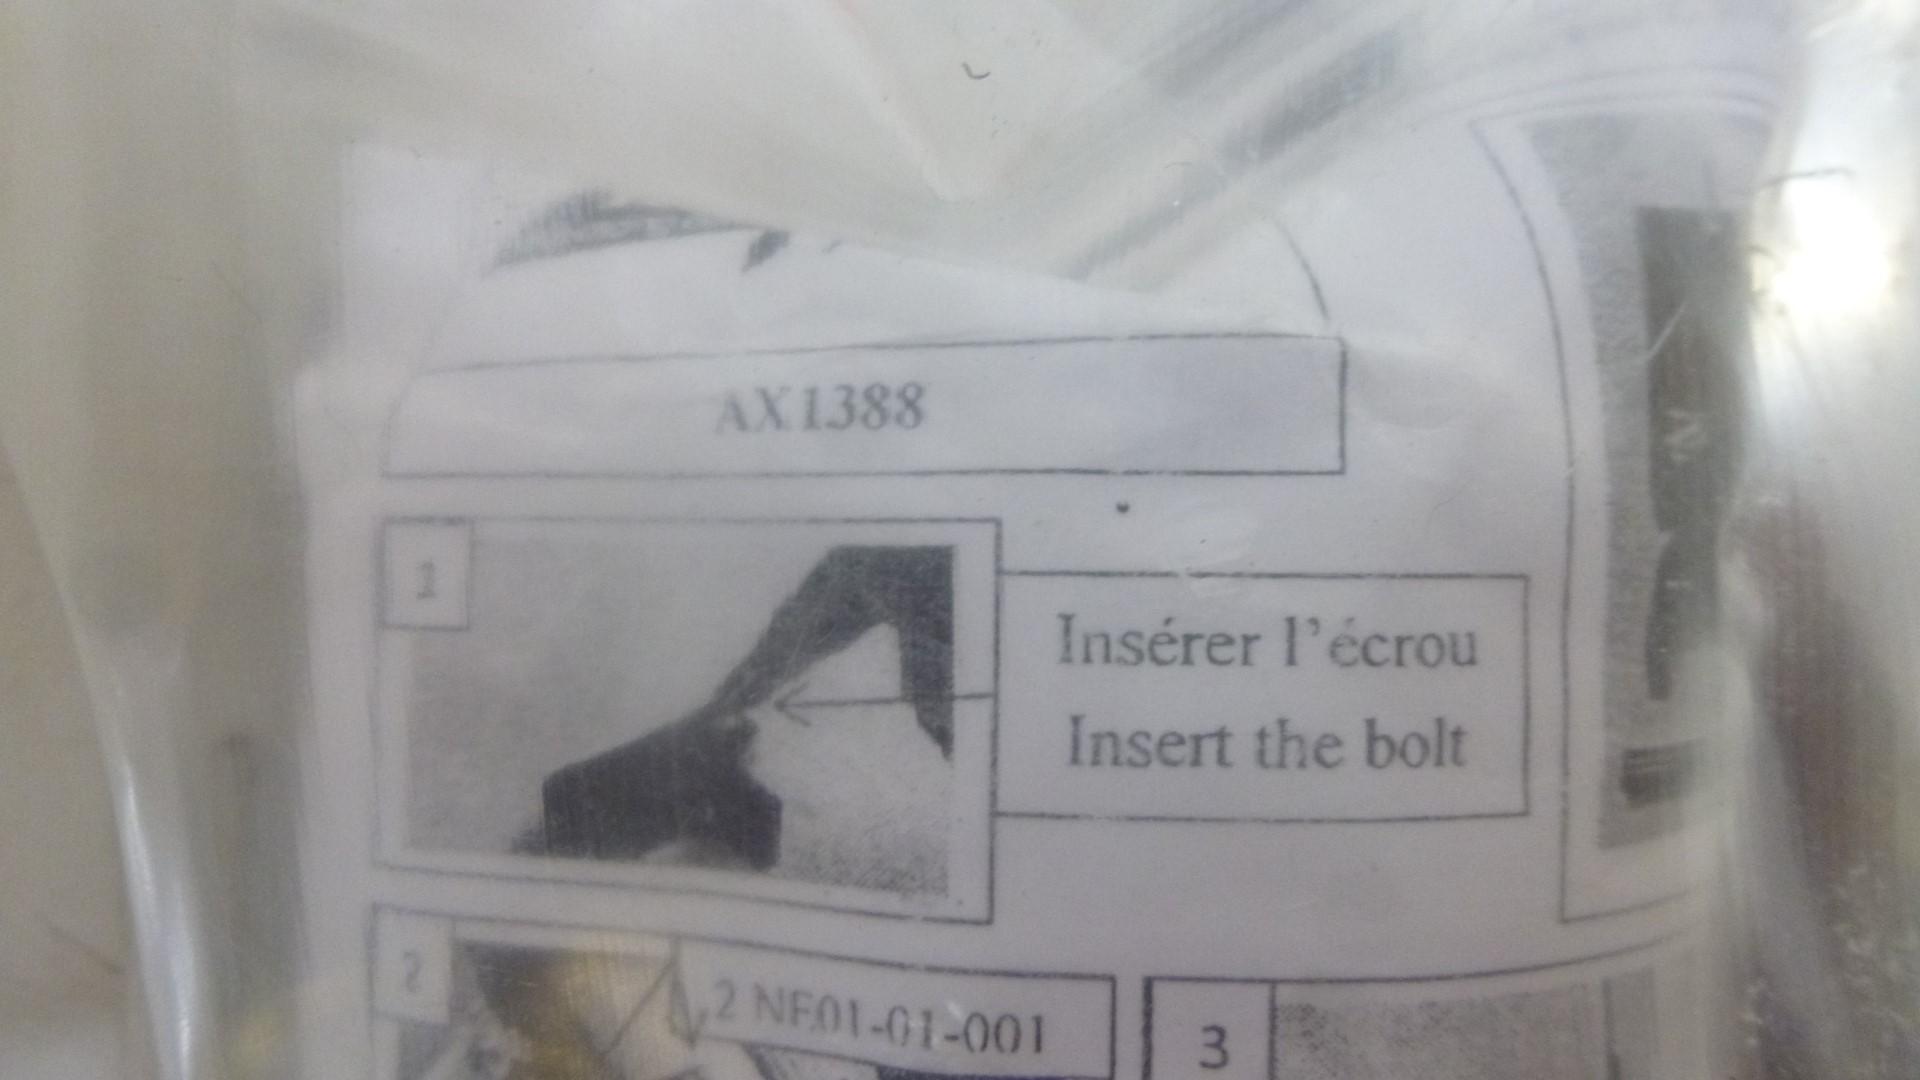 AX1388
1
Insérer l'écrou
Insert the bolt
2
2 NF01-01-001
3